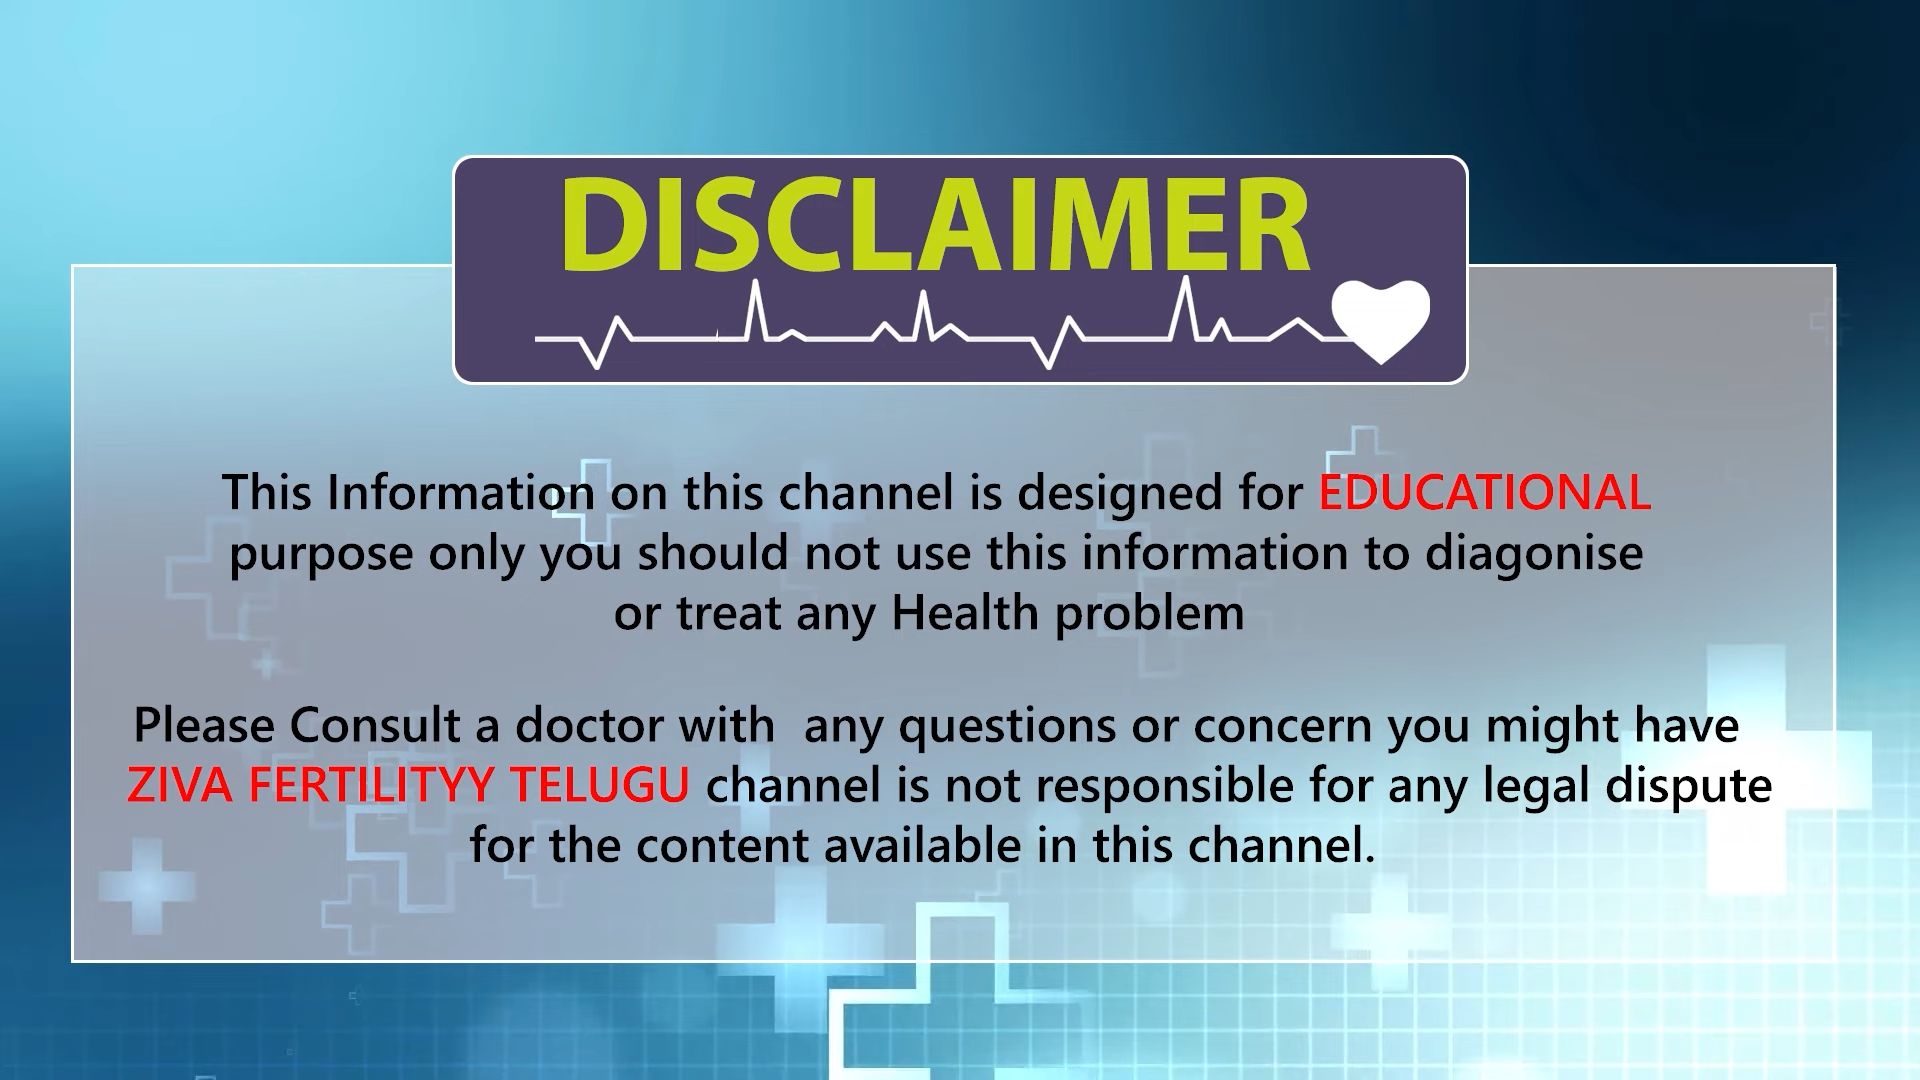 DISCLAIMER
This Information on this channel is designed for EDUCATIONAL
purpose only you should not use this information to diagonise
or treat any Health problem
Please Consult a doctor with  any questions or concern you might have
ZIVA FERTILITYY TELUGU channel is not responsible for any legal dispute
for the content available in this channel.